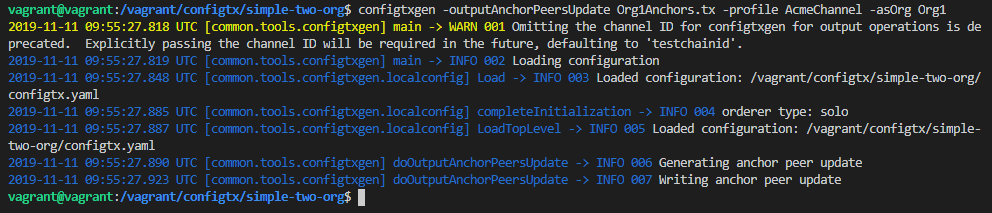 vagrant@vagrant:/vagrant/configtx/simple-two-org$ configtxgen -outputAnchorPeersUpdate Org1Anchors.tx -profile AcmeChannel -asOrg Org1
2019-11-11 09:55:27.818 UTC [common.tools.configtxgen] main -> WARN 001 Omitting the channel ID for configtxgen for output operations is de
precated.  Explicitly passing the channel ID will be required in the future, defaulting to 'testchainid'.
2019-11-11 09:55:27.819 UTC [common.tools.configtxgen] main -> INFO 002 Loading configuration
2019-11-11 09:55:27.848 UTC [common.tools.configtxgen.localconfig] Load -> INFO 003 Loaded configuration: /vagrant/configtx/simple-two-org/
configtx.yaml
2019-11-11 09:55:27.885 UTC [common.tools.configtxgen.localconfig] completeInitialization -> INFO 004 orderer type: solo
2019-11-11 09:55:27.887 UTC [common.tools.configtxgen.localconfig] LoadTopLevel -> INFO 005 Loaded configuration: /vagrant/configtx/simple-
two-org/configtx.yaml
2019-11-11 09:55:27.890 UTC [common.tools.configtxgen] doOutputAnchorPeersUpdate -> INFO 006 Generating anchor peer update
2019-11-11 09:55:27.923 UTC [common.tools.configtxgen] doOutputAnchorPeersUpdate -> INFO 007 Writing anchor peer update
vagrant@vagrant:/vagrant/configtx/simple-two-org$